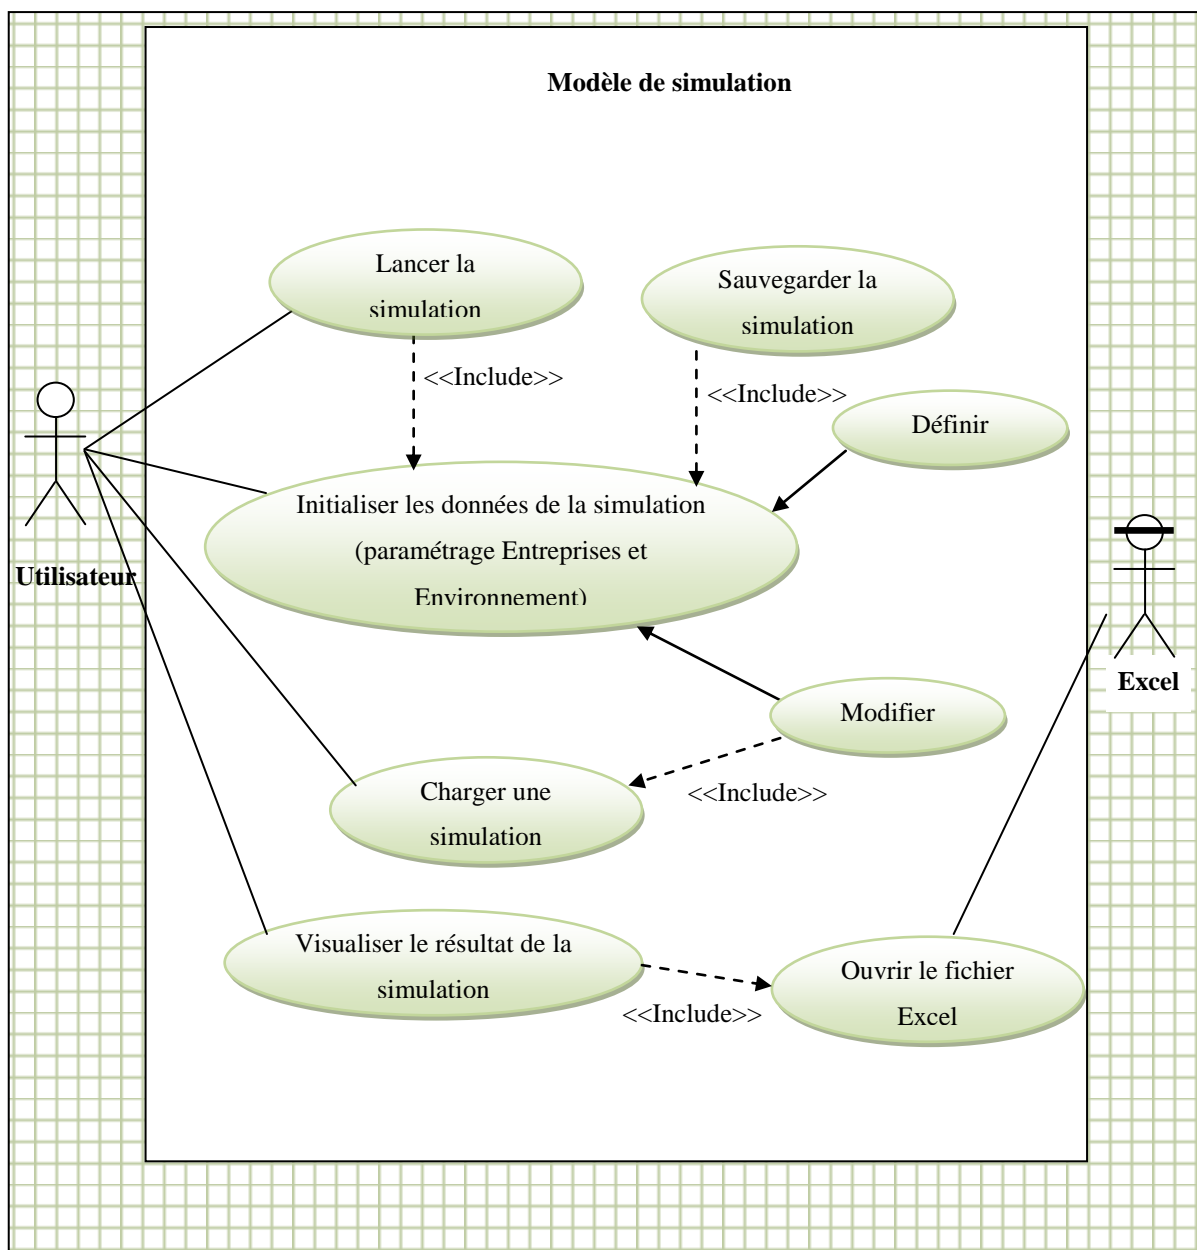 Modèle de simulation
Lancer la
simulation
Sauvegarder la
simulation
<<Include>>
<<Include>>
Définir
Initialiser les données de la simulation
(paramétrage Entreprises et
Environnement)
Utilisateur
Excel
Modifier
Charger une
simulation
<<Include>>
Visualiser le résultat de la
simulation
<<Include>>
Ouvrir le fichier
Excel